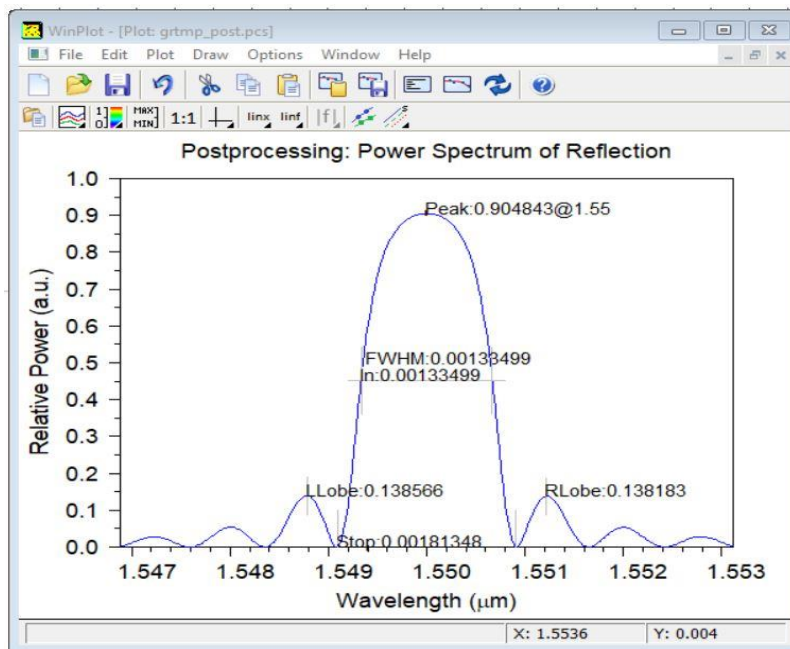 WinPlot - [Plot: grtmp_post.pcs]
File Edit Plot Draw Options Window Help
1:1 linx linf |f|
MAX
MIN
Postprocessing: Power Spectrum of Reflection
1.0
0.9
0.8
0.7
0.6
0.5
0.4
0.3
0.2
0.1
0.0
Relative Power (a.u.)
Peak:0.904843@1.55
FWHM:0.00133499
In:0.00133499
LLobe:0.138566
RLobe:0.138183
Stop:0.00181348
1.547 1.548 1.549 1.550 1.551 1.552 1.553
Wavelength (μm)
X: 1.5536 Y: 0.004